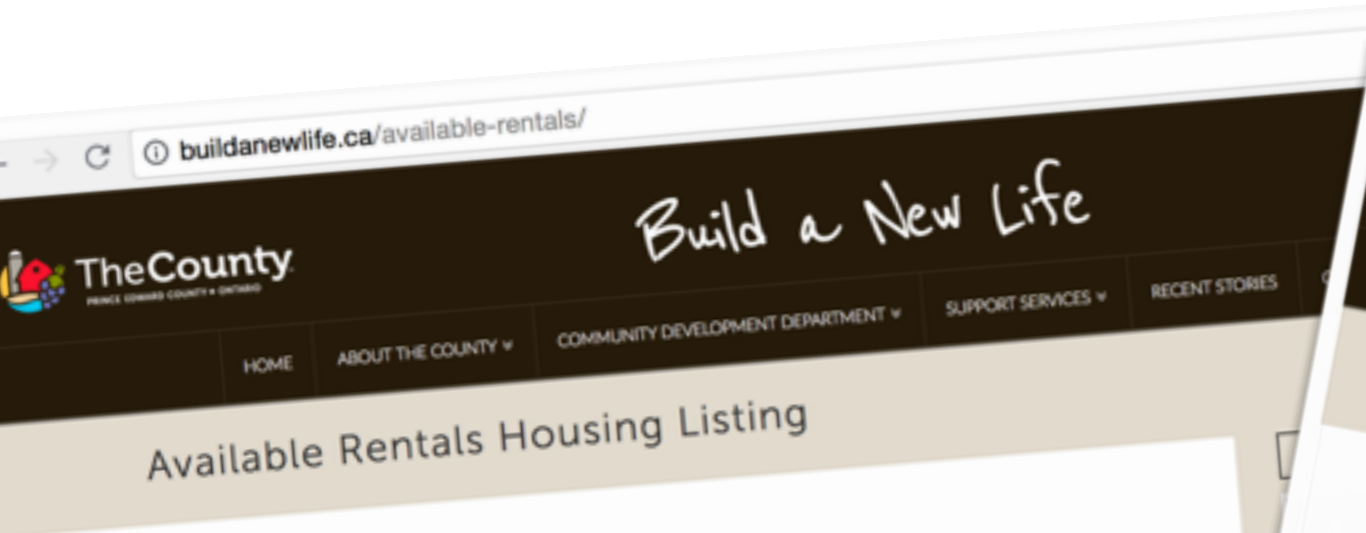 buildanewlife.ca/available-rentals/
Build a New Life
TheCounty
PRINCE EDWARD COUNTY • ONTARIO
HOME
ABOUT THE COUNTY
COMMUNITY DEVELOPMENT DEPARTMENT
SUPPORT SERVICES
RECENT STORIES
Available Rentals Housing Listing